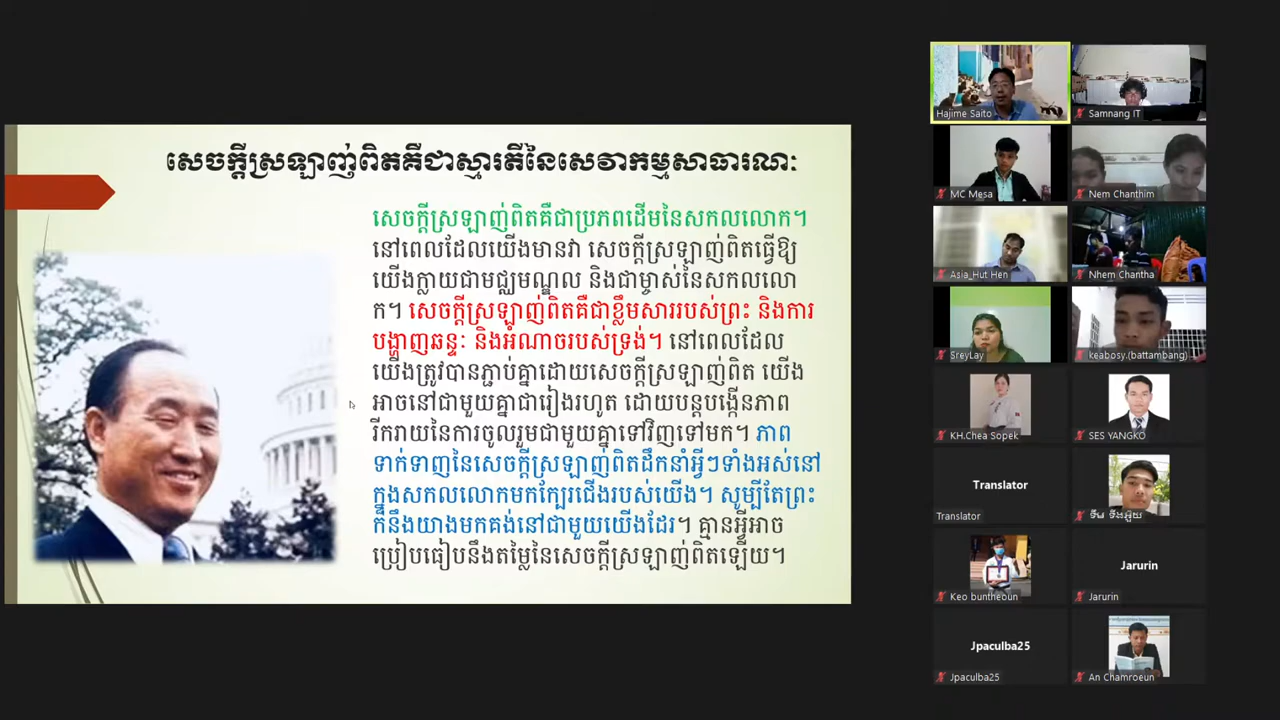 សេចក្តីស្រឡាញ់ពិតគឺជាស្មារតីនៃសេវាកម្មសាធារណៈ
សេចក្តីស្រឡាញ់ពិតគឺជាប្រភពដើមនៃសកលលោក។
នៅពេលដែលយើងមានវា សេចក្តីស្រឡាញ់ពិតធ្វើឱ្យ
យើងក្លាយជាមជ្ឈមណ្ឌល និងជាម្ចាស់នៃសកលលោ
ក។ សេចក្តីស្រឡាញ់ពិតគឺជាខ្លឹមសាររបស់ព្រះ និងការ
បង្ហាញឆន្ទៈ និងអំណាចរបស់ទ្រង់។ នៅពេលដែល
យើងត្រូវបានភ្ជាប់គ្នាដោយសេចក្តីស្រឡាញ់ពិត យើង
អាចនៅជាមួយគ្នាជារៀងរហូត ដោយបន្តបង្កើនភាព
រីករាយនៃការចូលរួមជាមួយគ្នាទៅវិញទៅមក។ ភាព
ទាក់ទាញនៃសេចក្តីស្រឡាញ់ពិតដឹកនាំអ្វីៗទាំងអស់នៅ
ក្នុងសកលលោកមកក្បែរជើងរបស់យើង។ សូម្បីតែព្រះ
ក៏នឹងយាងមកគង់នៅជាមួយយើងដែរ។ គ្មានអ្វីអាច
ប្រៀបធៀបនឹងតម្លៃនៃសេចក្តីស្រឡាញ់ពិតឡើយ។
Hajime Saito
Samnang IT
MC Mesa
Nem Chanthim
Asia_Hut Hen
Nhem Chantha
SreyLay
keabosy.(battambang)
KH.Chea Sopek
SES YANGKO
Translator
Translator
Keo buntheoun
Jarurin
Jarurin
Jpaculba25
Jpaculba25
An Chamroeun